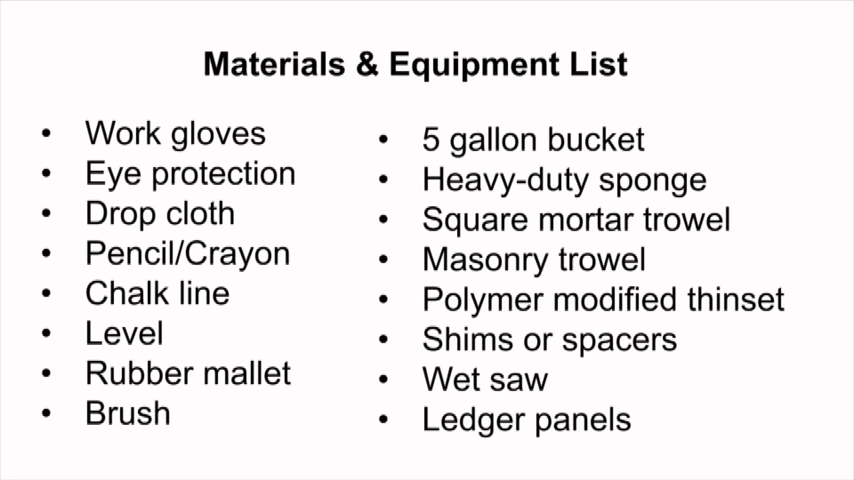 Materials & Equipment List
• Work gloves
• Eye protection
• Drop cloth
• Pencil/Crayon
• Chalk line
• Level
• Rubber mallet
• Brush
• 5 gallon bucket
• Heavy-duty sponge
• Square mortar trowel
• Masonry trowel
• Polymer modified thinset
• Shims or spacers
• Wet saw
• Ledger panels